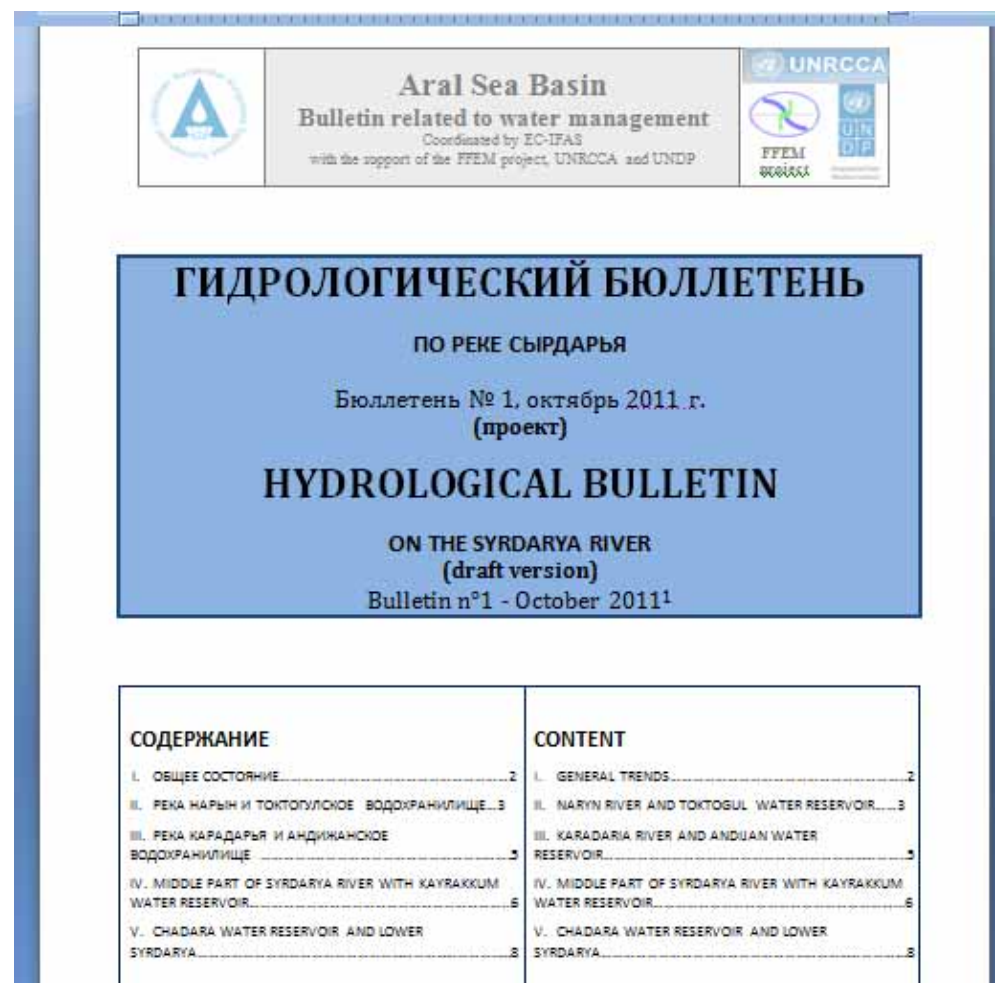 Aral Sea Basin
Bulletin related to water management
Coordinated by EC-IFAS
with the support of the FFEM project, UNRCCA and UNDP
UNRCCA
FFEM
project
UN
DP
ГИДРОЛОГИЧЕСКИЙ БЮЛЛЕТЕНЬ
ПО РЕКЕ СЫРДАРЬЯ
Бюллетень № 1, октябрь 2011 г.
(проект)
HYDROLOGICAL BULLETIN
ON THE SYRDARYA RIVER
(draft version)
Bulletin n°1 - October 2011¹
СОДЕРЖАНИЕ
I. ОБЩЕЕ СОСТОЯНИЕ...2
II. РЕКА НАРЫН И ТОКТОГУЛСКОЕ ВОДОХРАНИЛИЩЕ...3
III. РЕКА КАРАДАРЬЯ И АНДИЖАНСКОЕ
ВОДОХРАНИЛИЩЕ ...5
IV. MIDDLE PART OF SYRDARYA RIVER WITH KAYRAKKUM
WATER RESERVOIR...6
V. CHADARA WATER RESERVOIR AND LOWER
SYRDARYA...8
CONTENT
I. GENERAL TRENDS...2
II. NARYN RIVER AND TOKTOGUL WATER RESERVOIR...3
III. KARADARIA RIVER AND ANDIJAN WATER
RESERVOIR...5
IV. MIDDLE PART OF SYRDARYA RIVER WITH KAYRAKKUM
WATER RESERVOIR...6
V. CHADARA WATER RESERVOIR AND LOWER
SYRDARYA...8